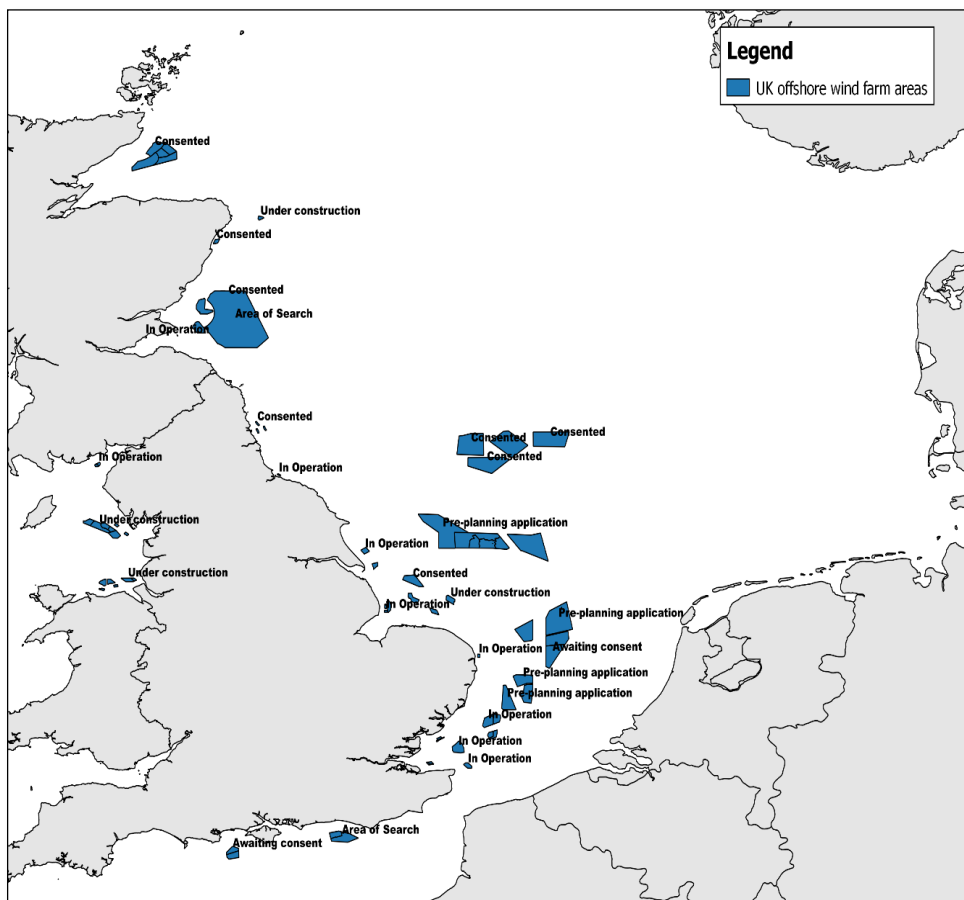 Legend
UK offshore wind farm areas
Consented
Under construction
Consented
Consented
Area of Search
In Operation
Consented
Consented
Consented
Consented
In Operation
In Operation
Under construction
Pre-planning application
In Operation
Under construction
Consented
Under construction
In Operation
Pre-planning application
In Operation
Awaiting consent
Pre-planning application
Pre-planning application
In Operation
In Operation
In Operation
Area of Search
Awaiting consent